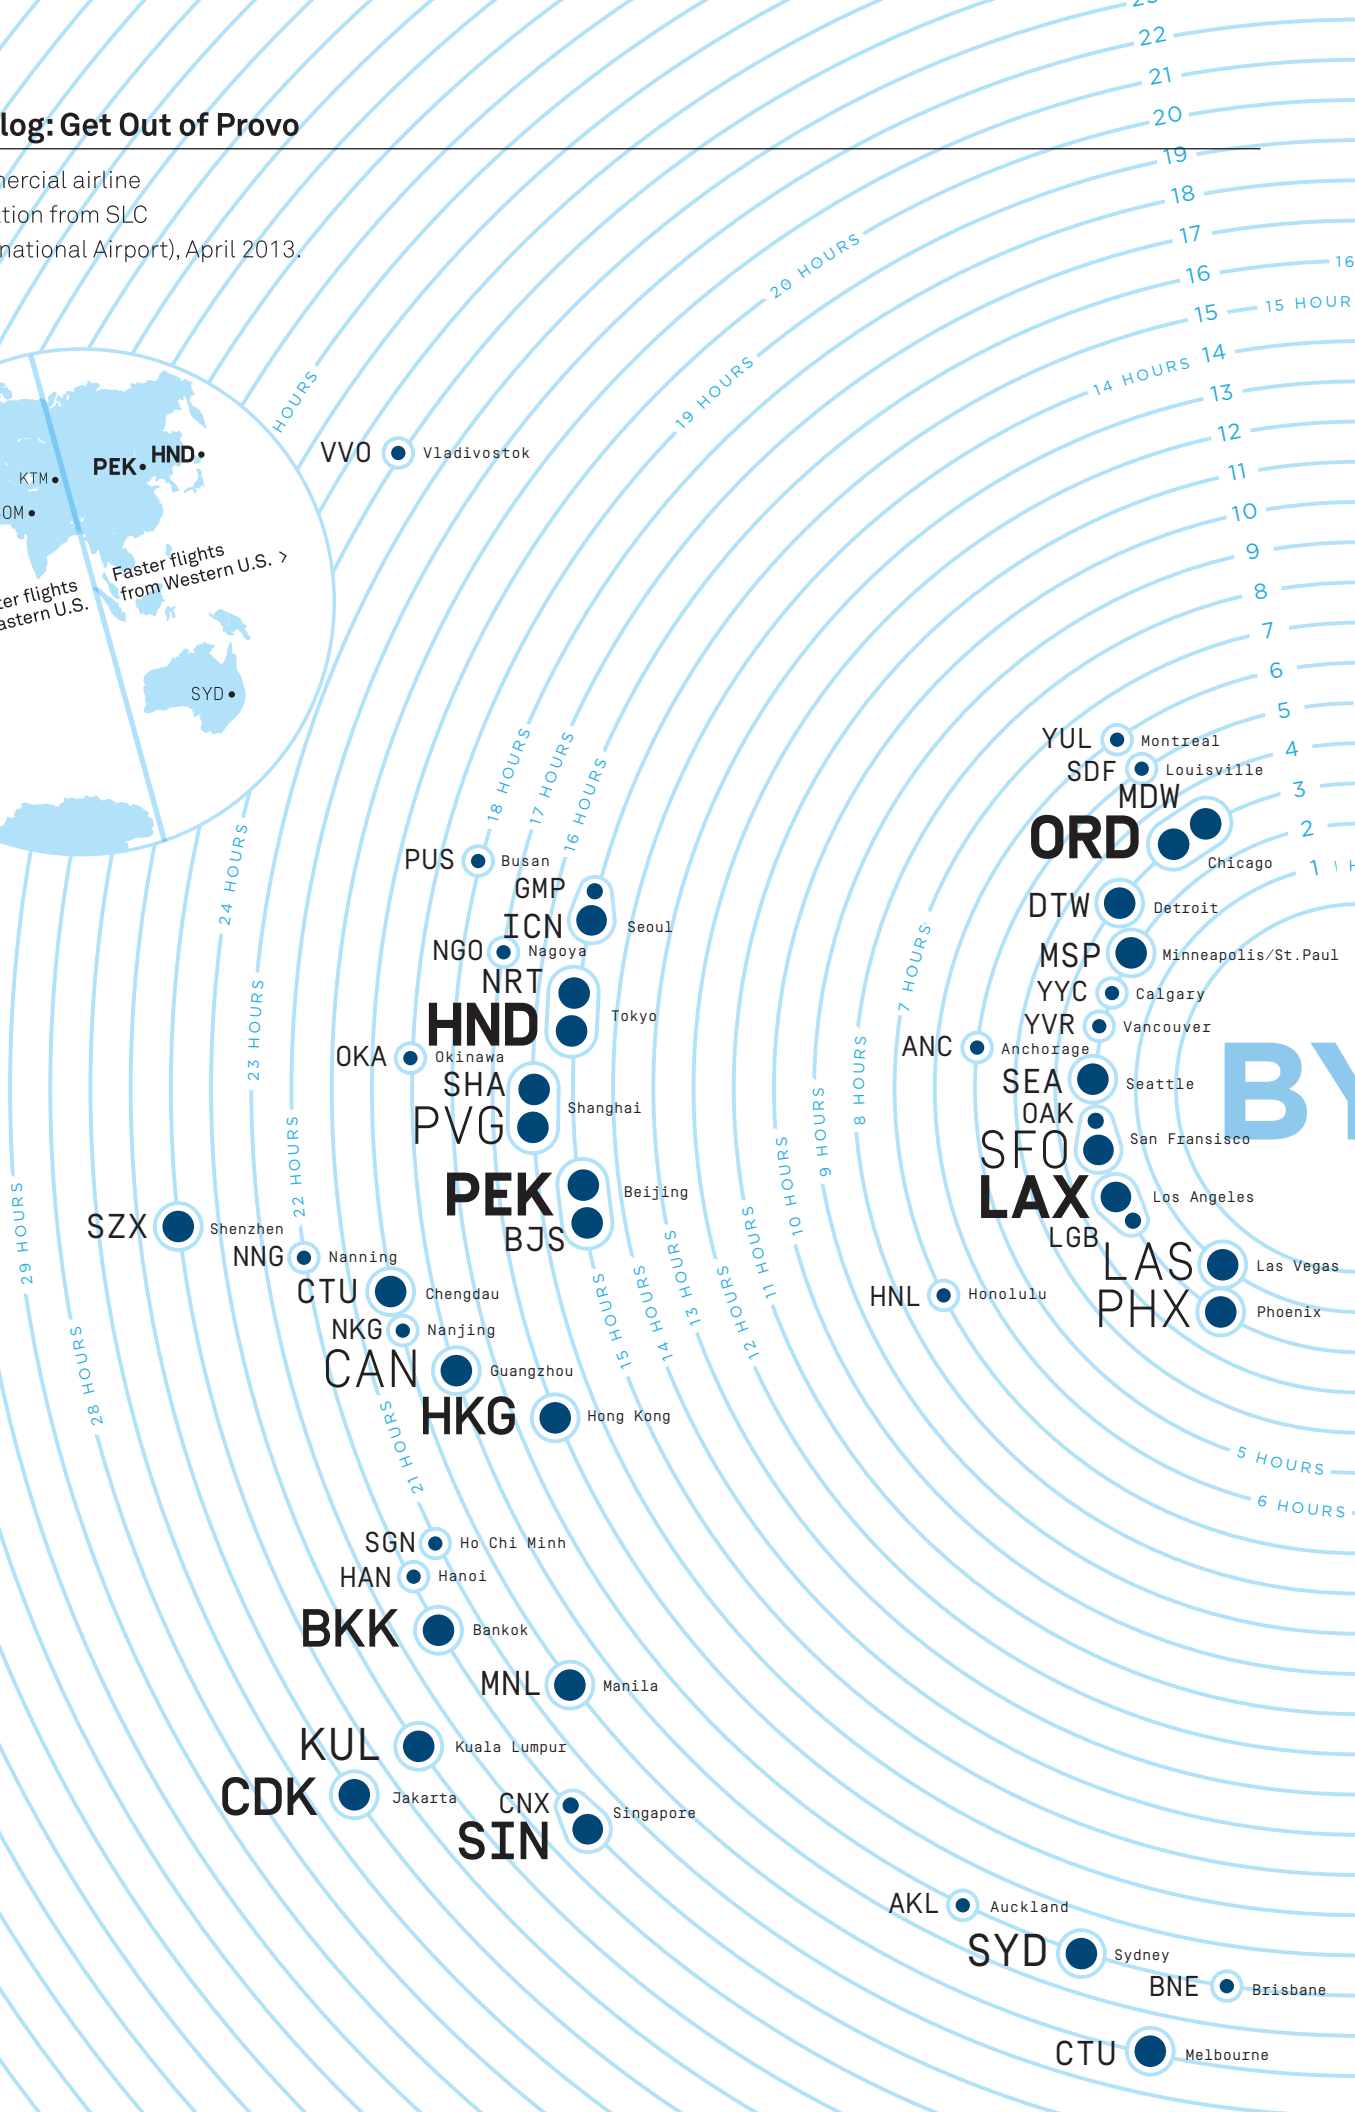 22
21
20
log: Get Out of Provo
19
mercial airline
18
tion from SLC
17
national Airport), April 2013.
20 HOURS
16
16
15
15 HOUR
14
14 HOURS
13
19 HOURS
HOURS
12
VVO Vladivostok
PEK
HND
11
KTM
10
OM
9
Faster flights
from Western U.S. >
8
er flights
astern U.S.
7
6
SYD
5
YUL Montreal
4
18 HOURS
17 HOURS
16 HOURS
SDF Louisville
3
MDW
2
ORD
Chicago
1
24 HOURS
PUS Busan
GMP
DTW Detroit
ICN Seoul
NGO Nagoya
MSP Minneapolis/St.Paul
7 HOURS
NRT
YYC Calgary
HND Tokyo
YVR Vancouver
23 HOURS
OKA Okinawa
ANC Anchorage
BY
8 HOURS
SHA
SEA Seattle
PVG Shanghai
OAK
9 HOURS
SFO San Fransisco
22 HOURS
10 HOURS
PEK Beijing
LAX Los Angeles
29 HOURS
SZX Shenzhen
BJS
LGB
NNG Nanning
11 HOURS
LAS Las Vegas
13 HOURS
CTU Chengdau
HNL Honolulu
14 HOURS
12 HOURS
15 HOURS
PHX Phoenix
NKG Nanjing
28 HOURS
CAN Guangzhou
HKG Hong Kong
21 HOURS
5 HOURS
6 HOURS
SGN Ho Chi Minh
HAN Hanoi
BKK Bankok
MNL Manila
KUL Kuala Lumpur
CDK Jakarta
CNX
SIN Singapore
AKL Auckland
SYD Sydney
BNE Brisbane
CTU Melbourne